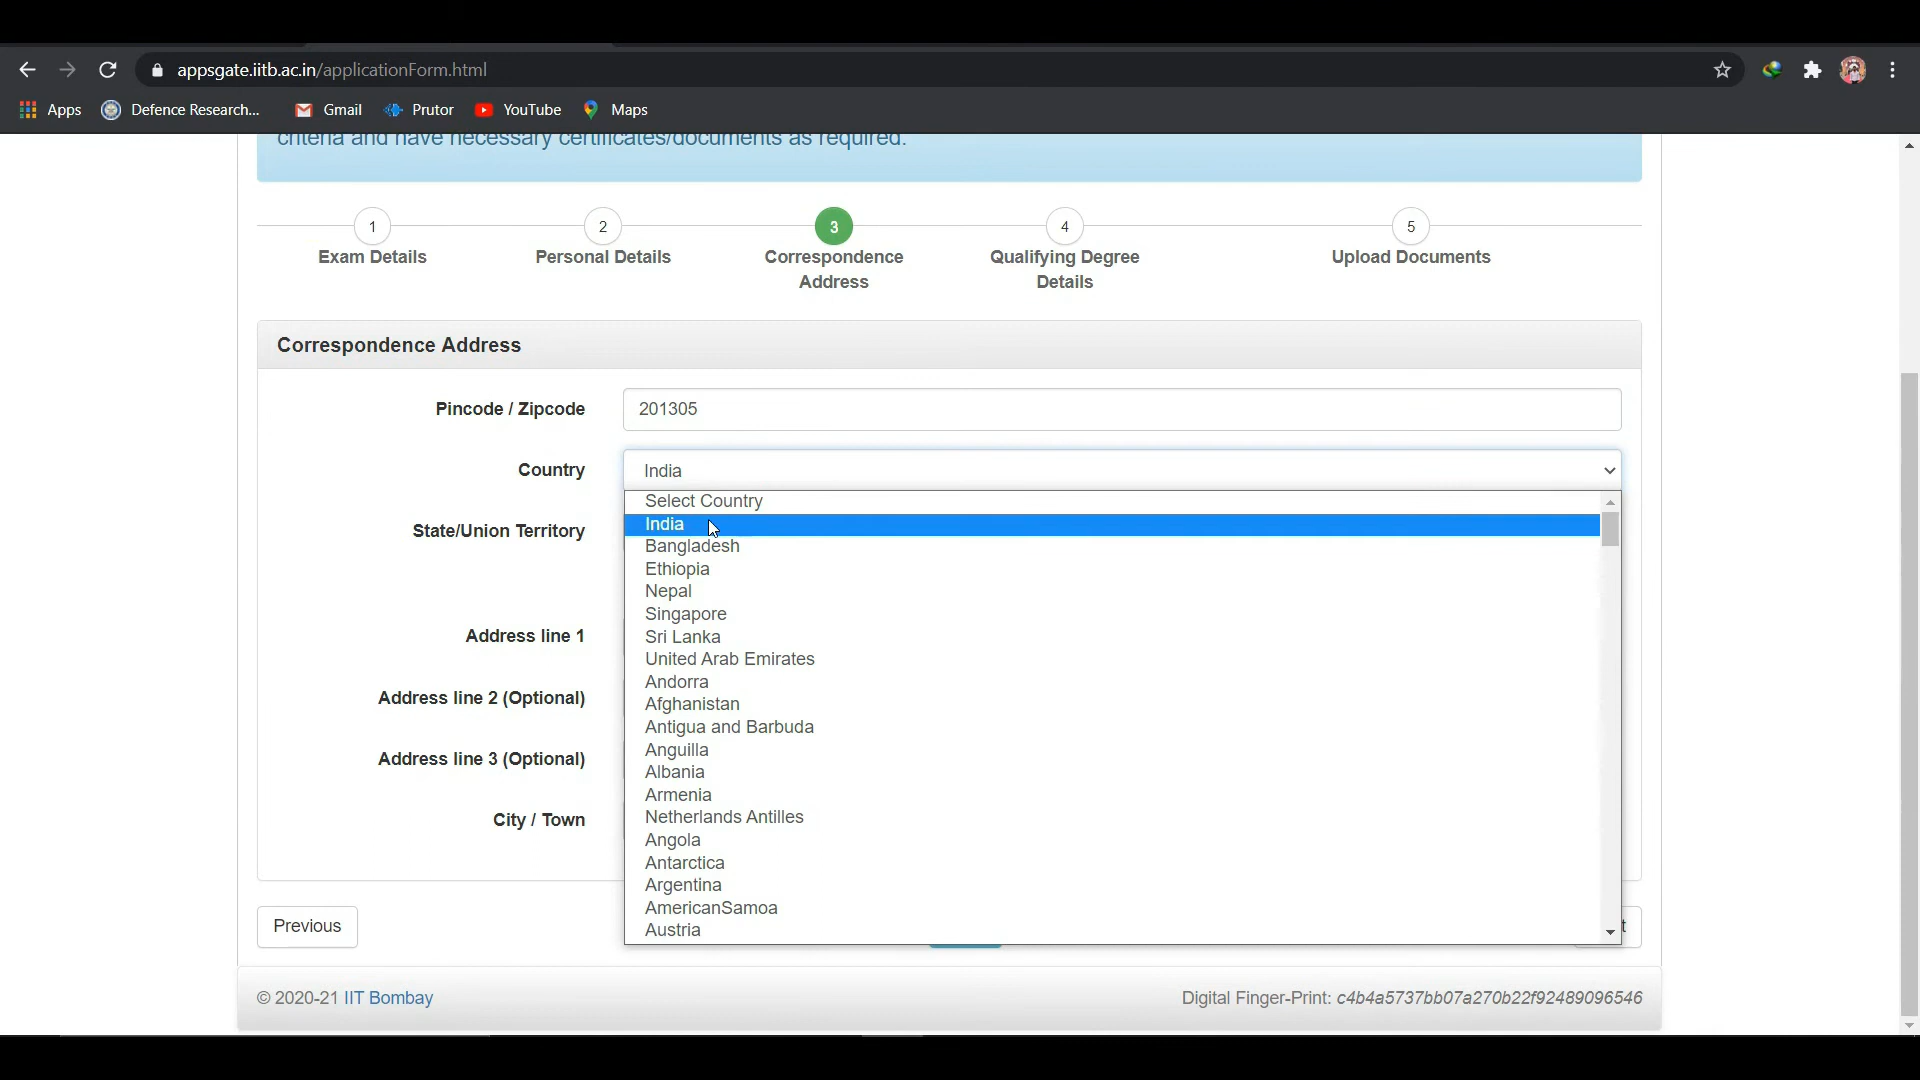 appsgate.iitb.ac.in/applicationForm.html
Apps Defence Research... Gmail Prutor YouTube Maps
criteria and have necessary certificates/documents as required.
1 2 3 4 5
Exam Details Personal Details Correspondence Address Qualifying Degree Details Upload Documents
Correspondence Address
Pincode / Zipcode 201305
Country India
Select Country
India
State/Union Territory
Bangladesh
Ethiopia
Nepal
Singapore
Address line 1
Sri Lanka
United Arab Emirates
Andorra
Address line 2 (Optional)
Afghanistan
Antigua and Barbuda
Anguilla
Address line 3 (Optional)
Albania
Armenia
Netherlands Antilles
City / Town
Angola
Antarctica
Argentina
AmericanSamoa
Austria
Previous t
© 2020-21 IIT Bombay Digital Finger-Print: c4b4a5737bb07a270b22f92489096546